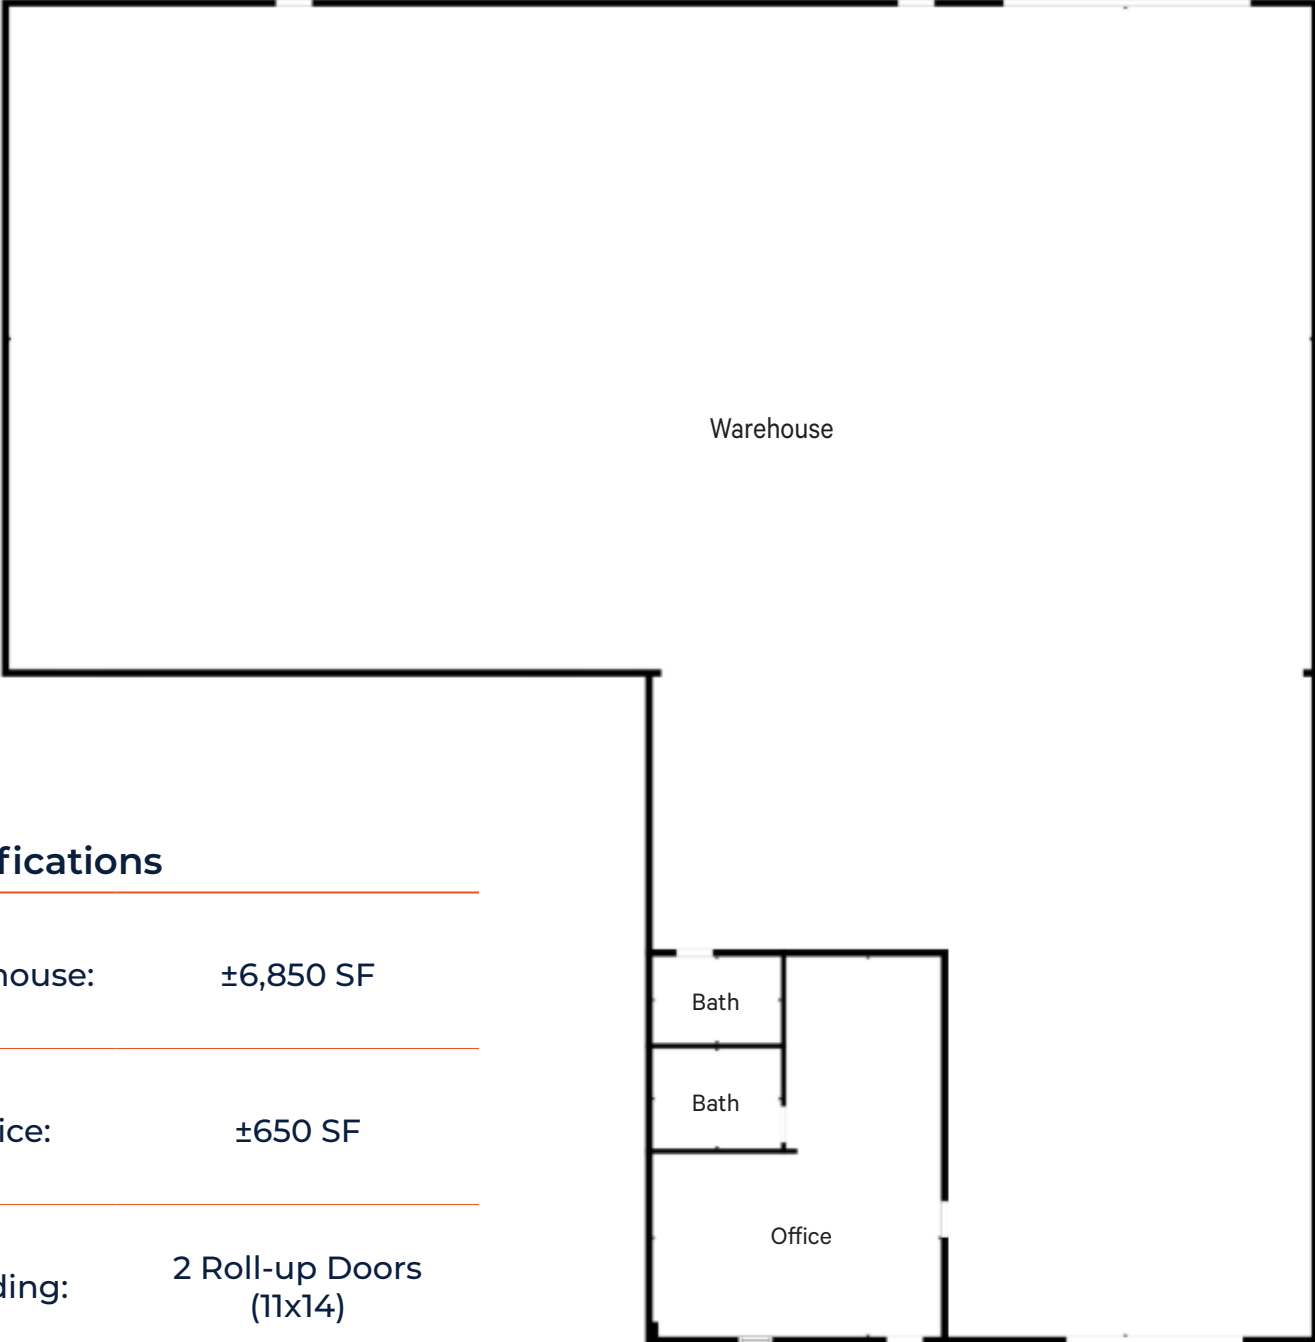 Warehouse
fications
house: ±6,850 SF
Bath
Bath
ice: ±650 SF
Office
2 Roll-up Doors
ding: (11x14)